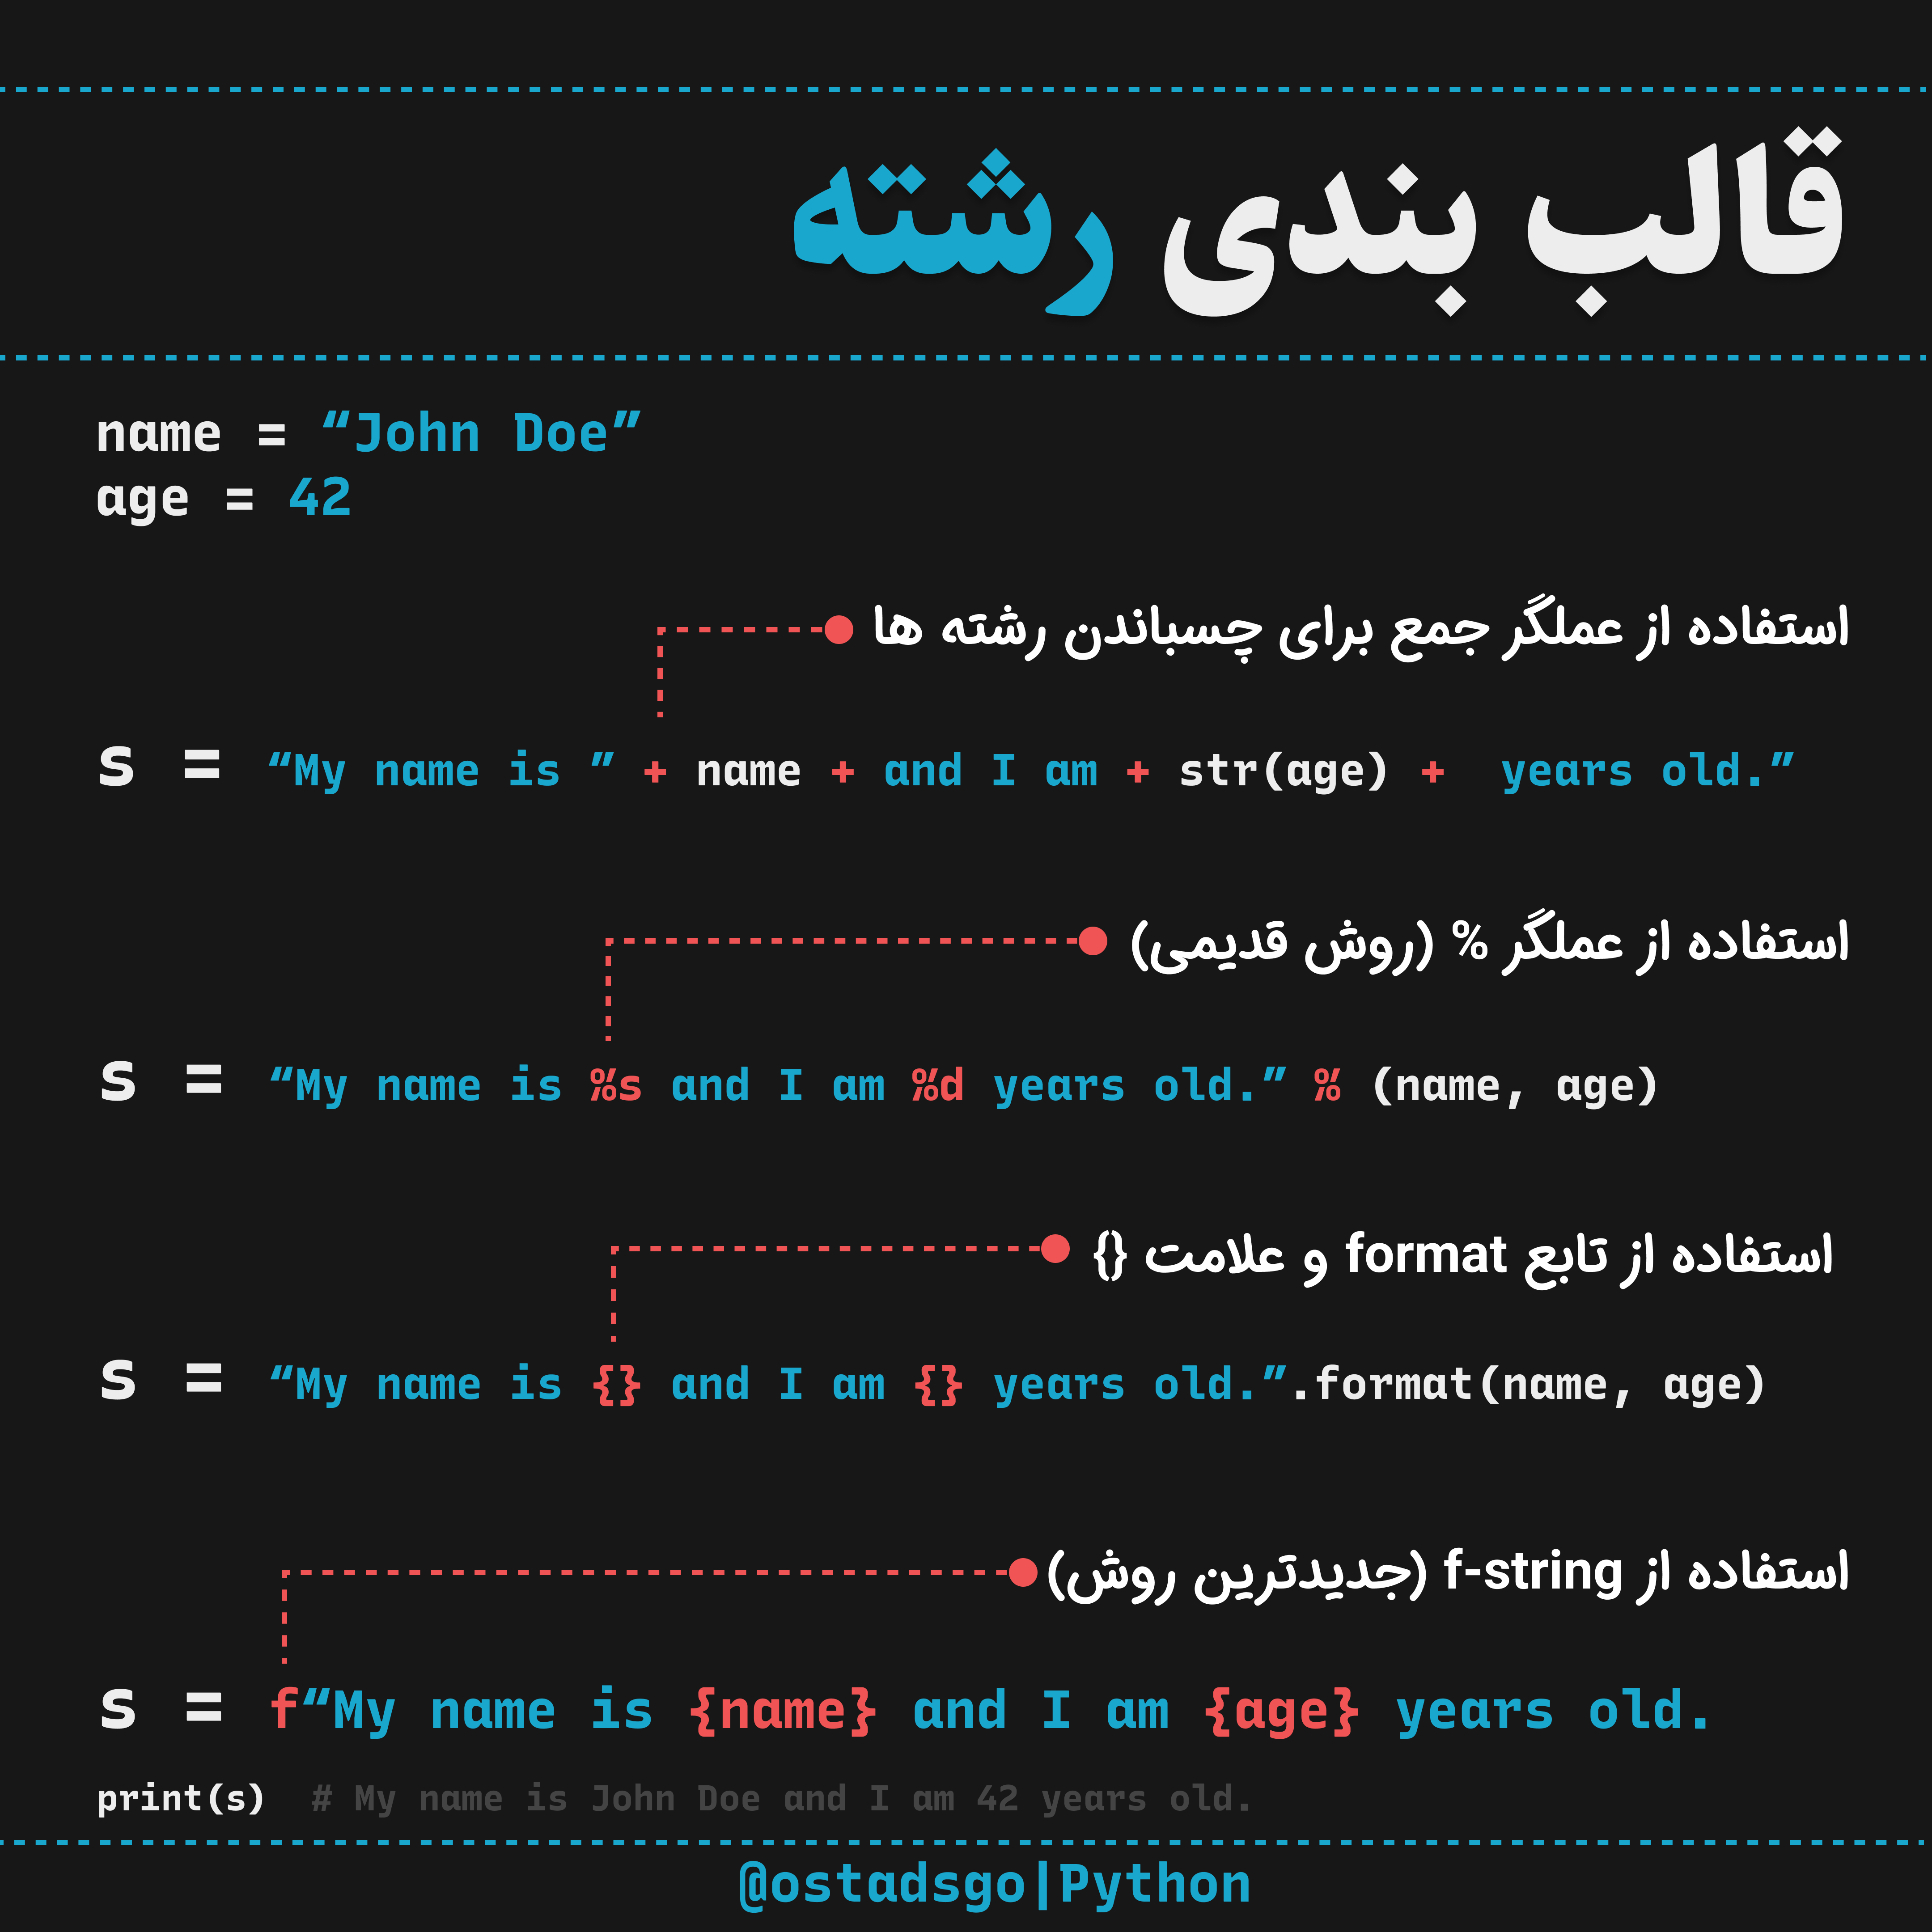 قالب بندی رشته
name = “John Doe”
age = 42
استفاده از عملگر جمع برای چسباندن رشته ها
s = “My name is ” + name + and I am + str(age) + years old.”
استفاده از عملگر % (روش قدیمی)
s = “My name is %s and I am %d years old.” % (name, age)
استفاده از تابع format و علامت {}
s = “My name is {} and I am {} years old.”.format(name, age)
استفاده از f-string (جدیدترین روش)
s = f“My name is {name} and I am {age} years old.
print(s) # My name is John Doe and I am 42 years old.
@ostadsgo|Python